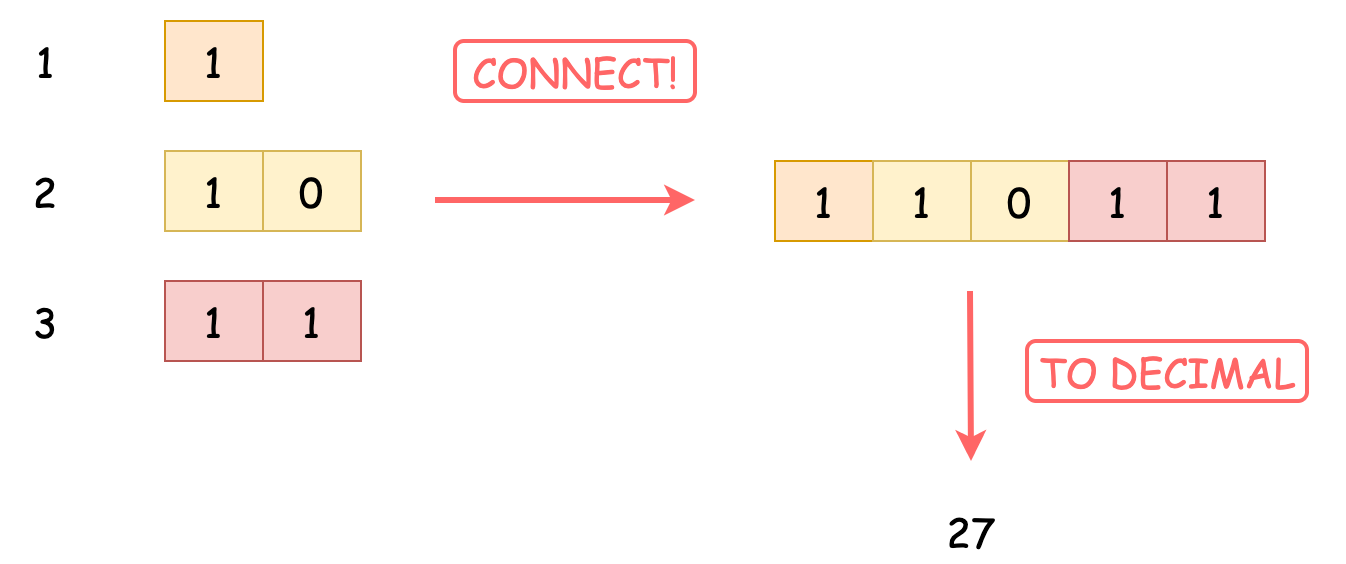 1 1
CONNECT!
2 1 0
1 1 0 1 1
3 1 1
TO DECIMAL
27